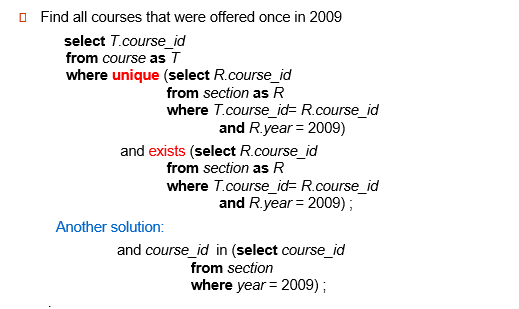 Find all courses that were offered once in 2009
select T.course_id
from course as T
where unique (select R.course_id
from section as R
where T.course_id= R.course_id
and R.year = 2009)
and exists (select R.course_id
from section as R
where T.course_id= R.course_id
and R.year = 2009) ;
Another solution:
and course_id in (select course_id
from section
where year = 2009) ;
.